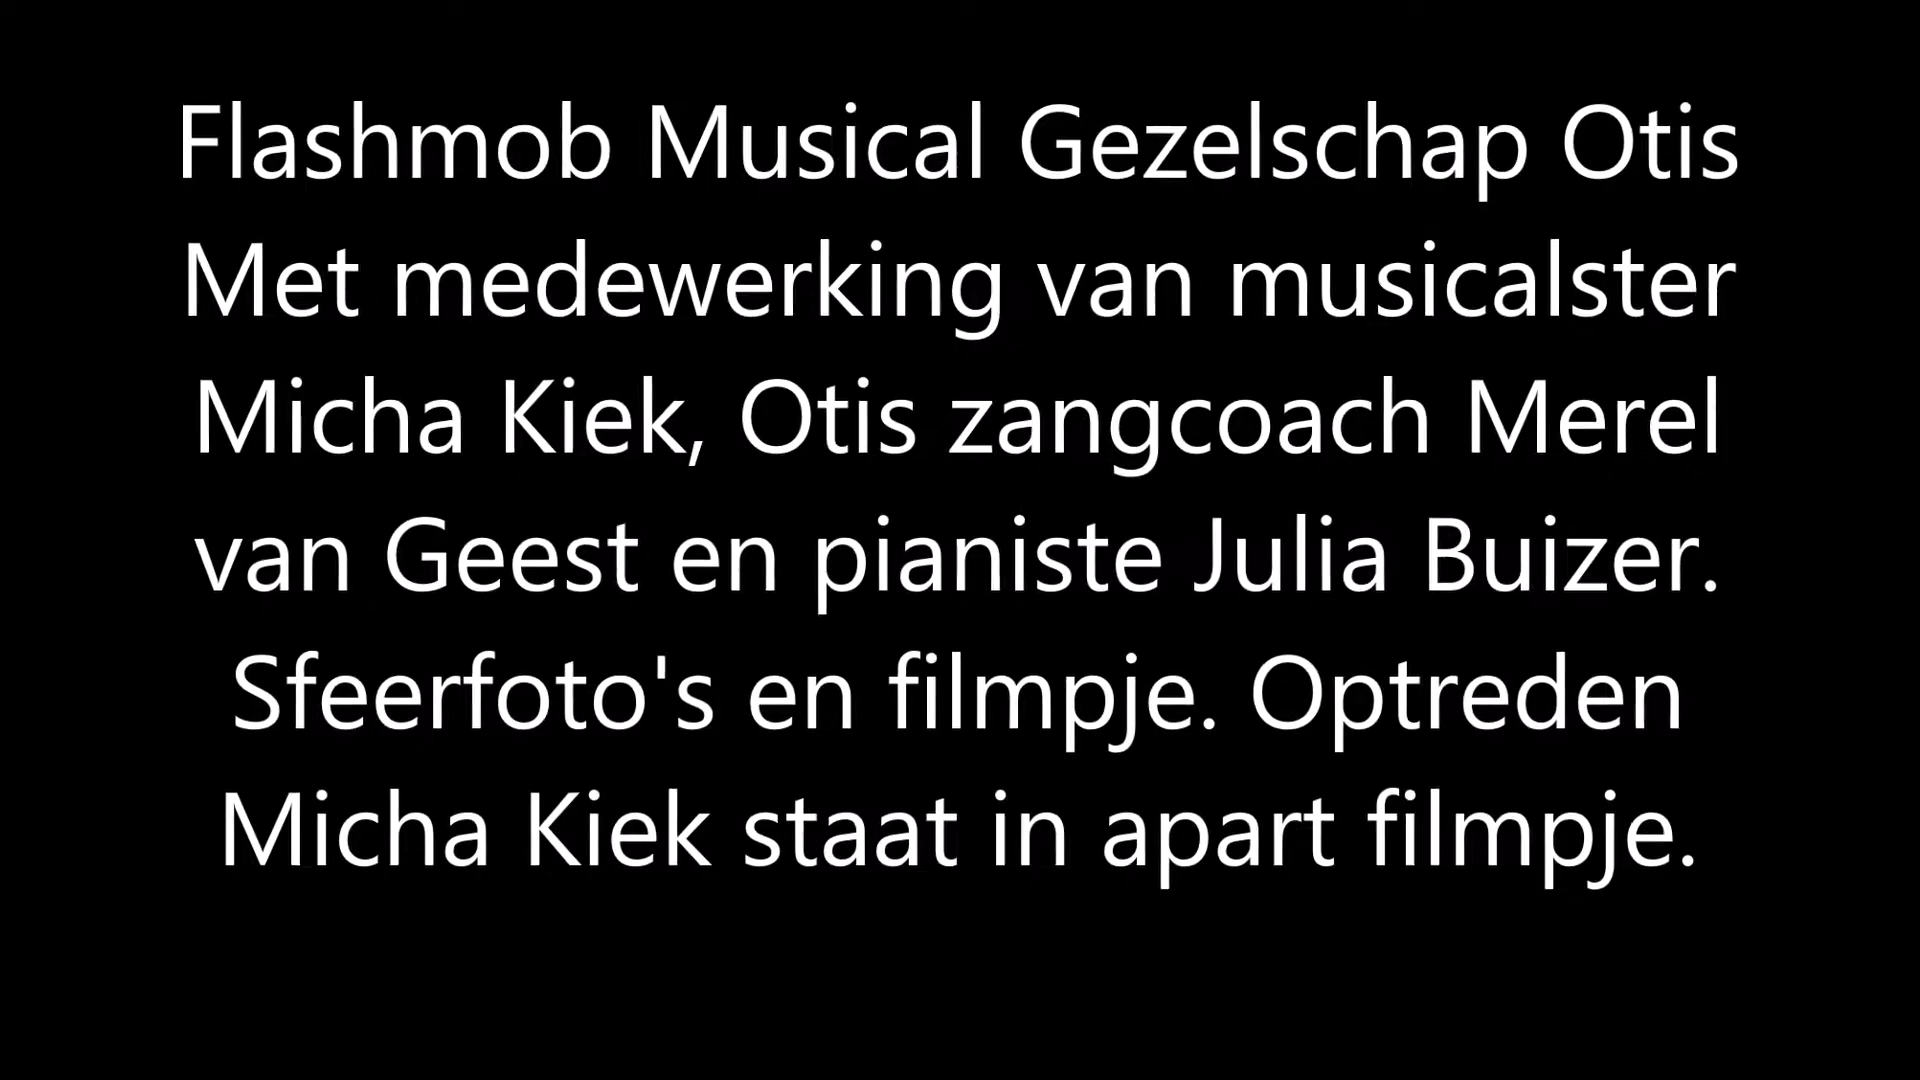 Flashmob Musical Gezelschap Otis
Met medewerking van musicalster
Micha Kiek, Otis zangcoach Merel
van Geest en pianiste Julia Buizer.
Sfeerfoto's en filmpje. Optreden
Micha Kiek staat in apart filmpje.